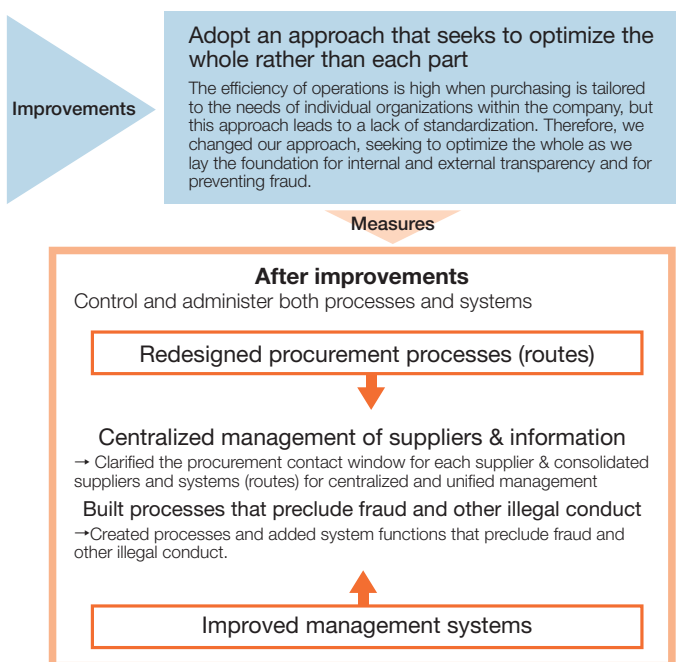 Improvements
Adopt an approach that seeks to optimize the
whole rather than each part
The efficiency of operations is high when purchasing is tailored
to the needs of individual organizations within the company, but
this approach leads to a lack of standardization. Therefore, we
changed our approach, seeking to optimize the whole as we
lay the foundation for internal and external transparency and for
preventing fraud.
Measures
After improvements
Control and administer both processes and systems
Redesigned procurement processes (routes)
Centralized management of suppliers & information
→ Clarified the procurement contact window for each supplier & consolidated
suppliers and systems (routes) for centralized and unified management
Built processes that preclude fraud and other illegal conduct
→Created processes and added system functions that preclude fraud and
other illegal conduct.
Improved management systems